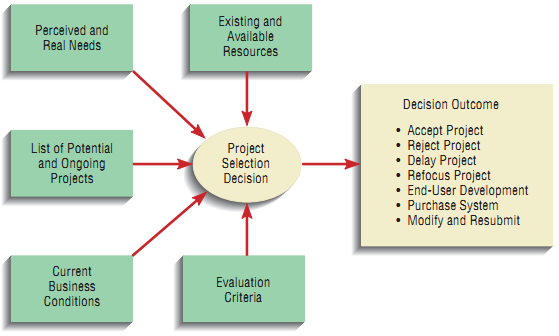 Perceived and
Real Needs
Existing and
Available
Resources
List of Potential
and Ongoing
Projects
Project
Selection
Decision
Current
Business
Conditions
Evaluation
Criteria
Decision Outcome
• Accept Project
• Reject Project
• Delay Project
• Refocus Project
• End-User Development
• Purchase System
• Modify and Resubmit